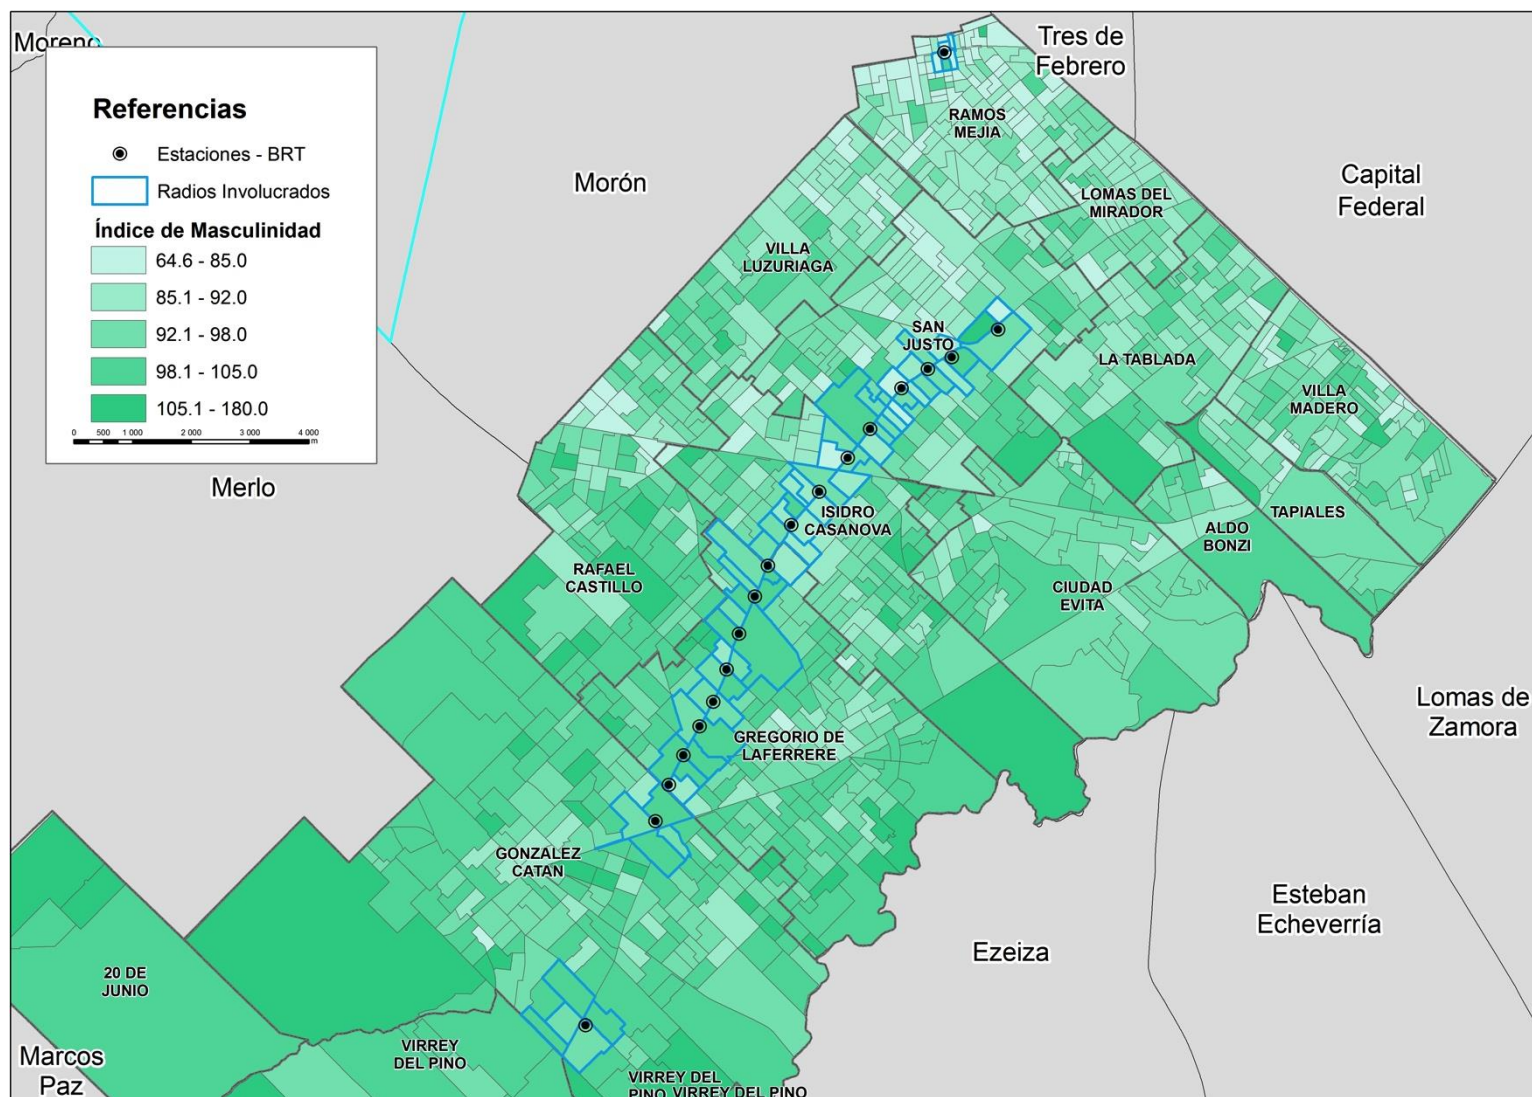 Moreno
Referencias
Estaciones - BRT
Radios Involucrados
Índice de Masculinidad
64.6 - 85.0
85.1 - 92.0
92.1 - 98.0
98.1 - 105.0
105.1 - 180.0
0 500 1 000 2 000 3 000 4 000
m
Tres de
Febrero
RAMOS
MEJIA
Morón
Capital
Federal
LOMAS DEL
MIRADOR
VILLA
LUZURIAGA
SAN
JUSTO
LA TABLADA
VILLA
MADERO
Merlo
ISIDRO
CASANOVA
TAPIALES
ALDO
BONZI
RAFAEL
CASTILLO
CIUDAD
EVITA
Lomas de
Zamora
GREGORIO DE
LAFERRERE
GONZALEZ
CATAN
Esteban
Echeverría
Ezeiza
20 DE
JUNIO
VIRREY
DEL PINO
Marcos
Paz
VIRREY DEL
PINO
VIRREY DEL PINO